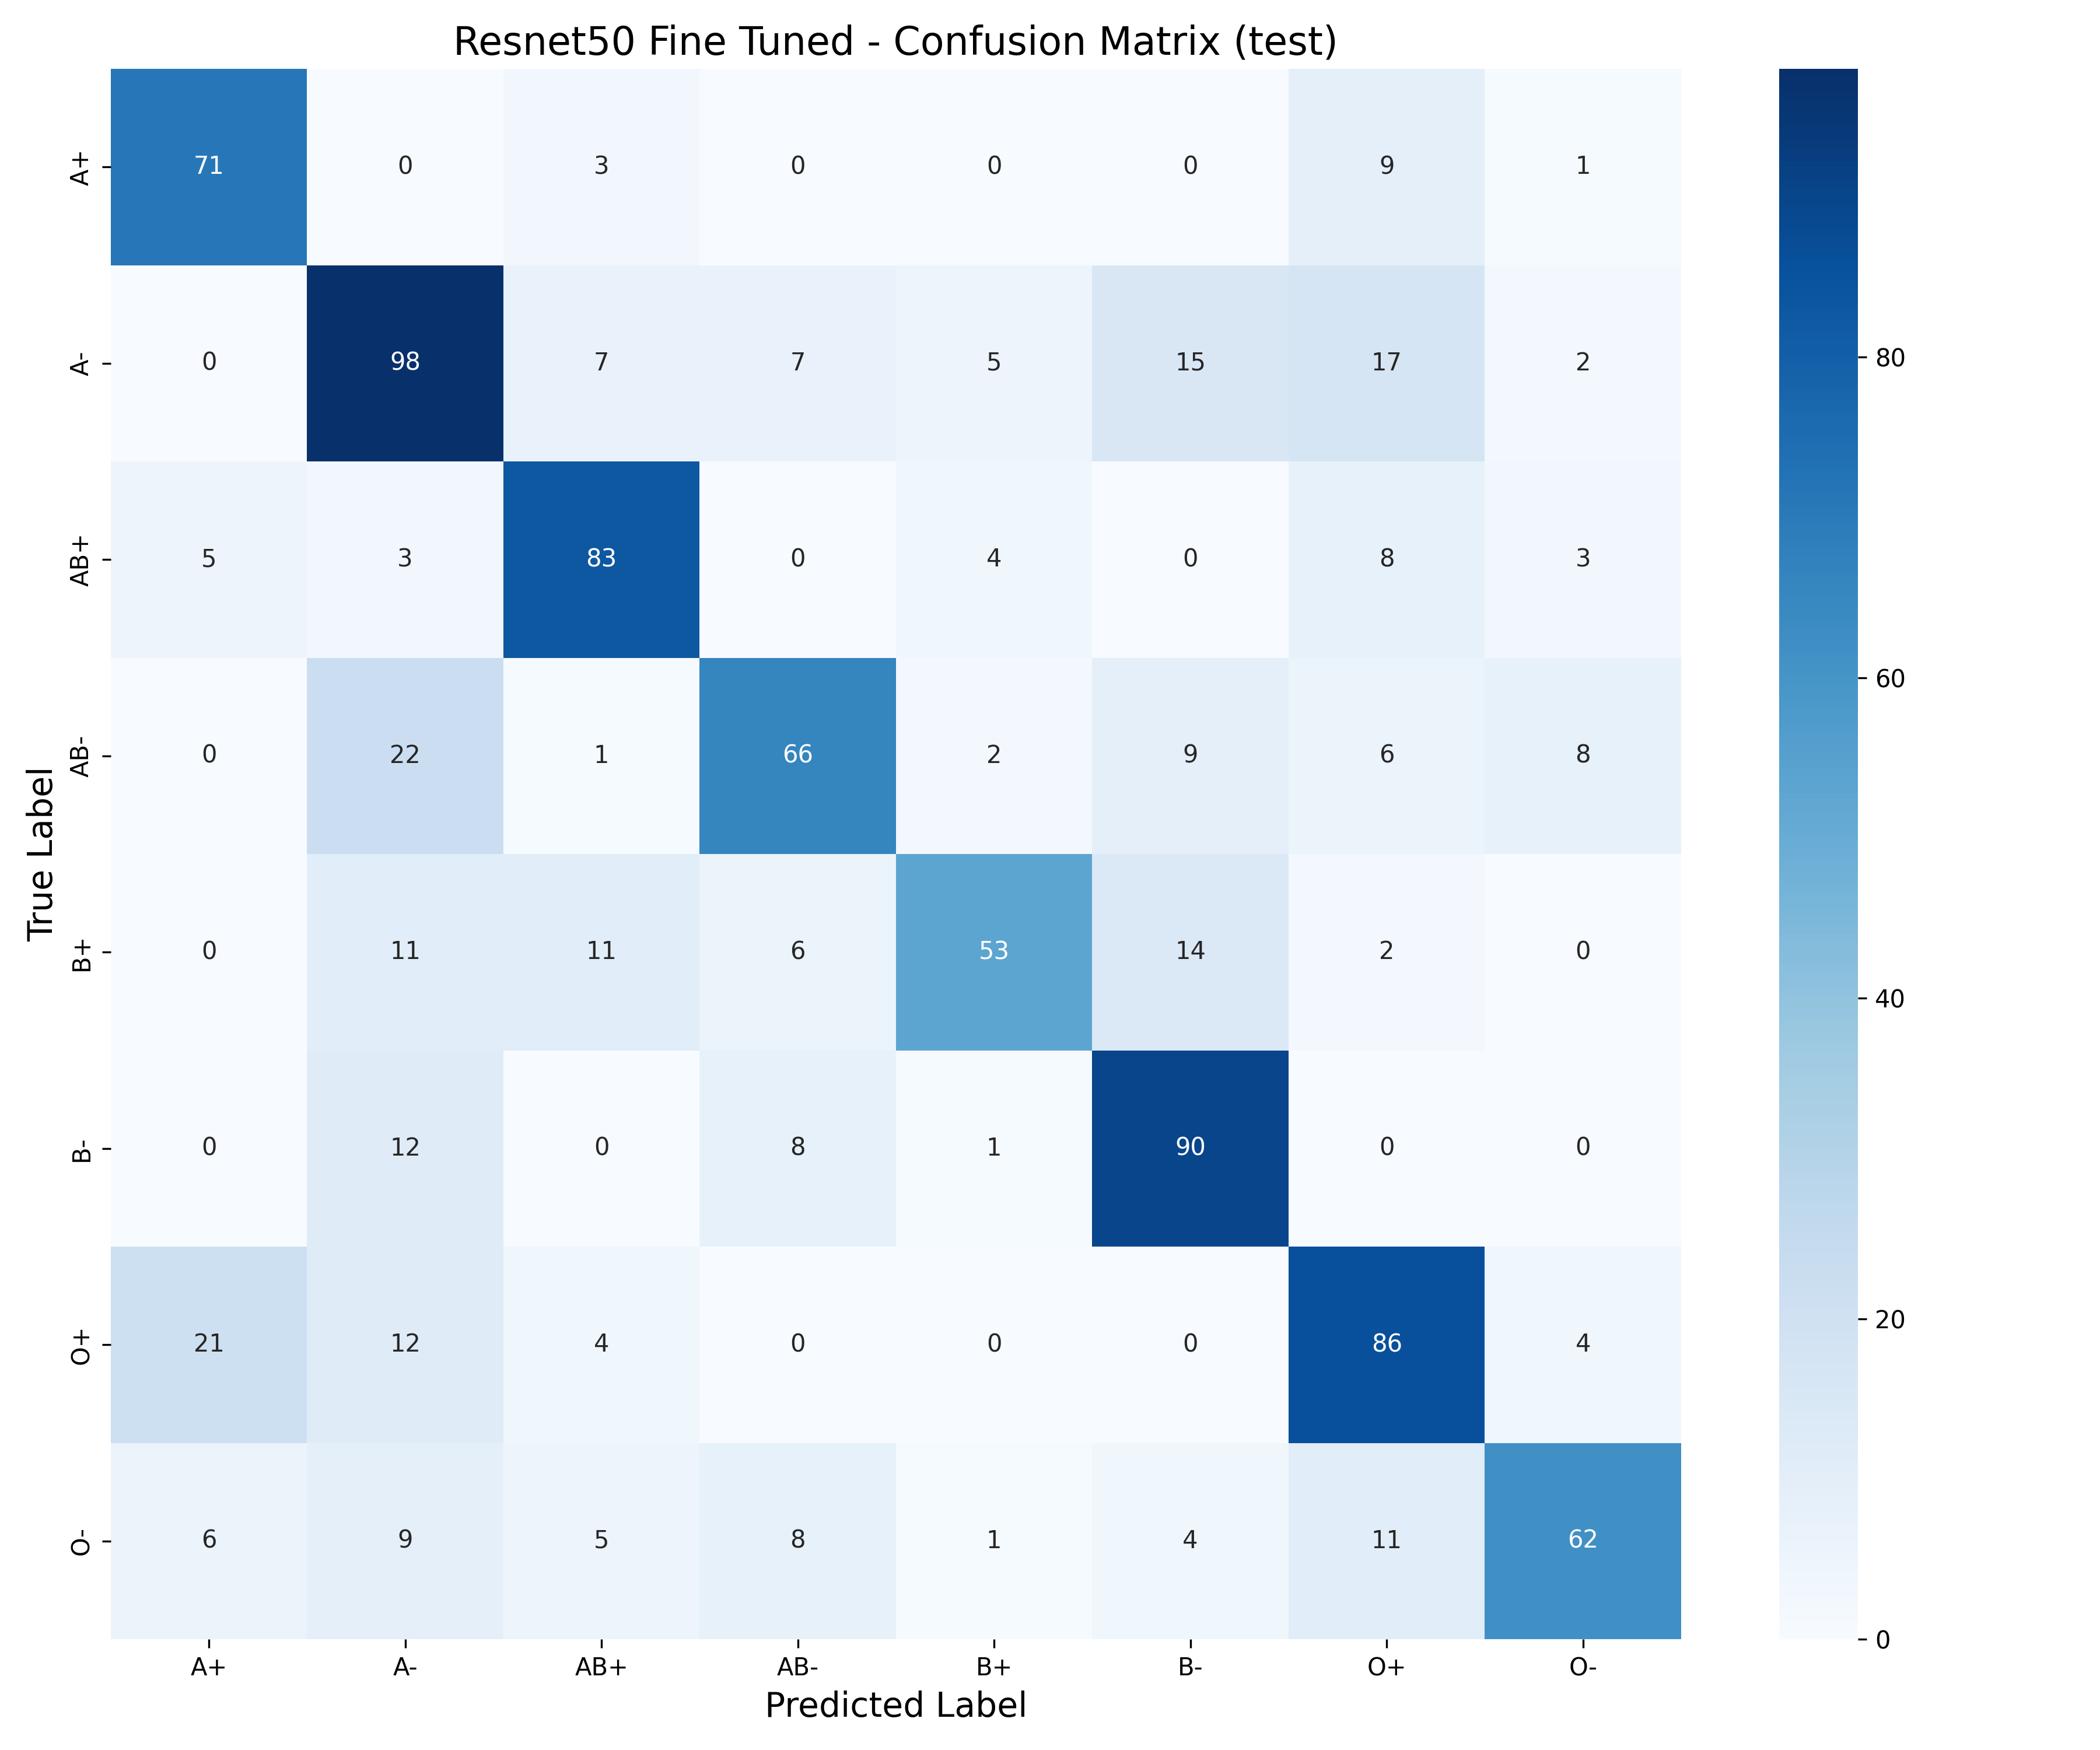 Resnet50 Fine Tuned - Confusion Matrix (test)
True Label
A+ 71 0 3 0 0 0 9 1
A- 0 98 7 7 5 15 17 2
80
AB+ 5 3 83 0 4 0 8 3
60
AB- 0 22 1 66 2 9 6 8
B+ 0 11 11 6 53 14 2 0
40
B- 0 12 0 8 1 90 0 0
20
O+ 21 12 4 0 0 0 86 4
O- 6 9 5 8 1 4 11 62
0
A+ A- AB+ AB- B+ B- O+ O-
Predicted Label